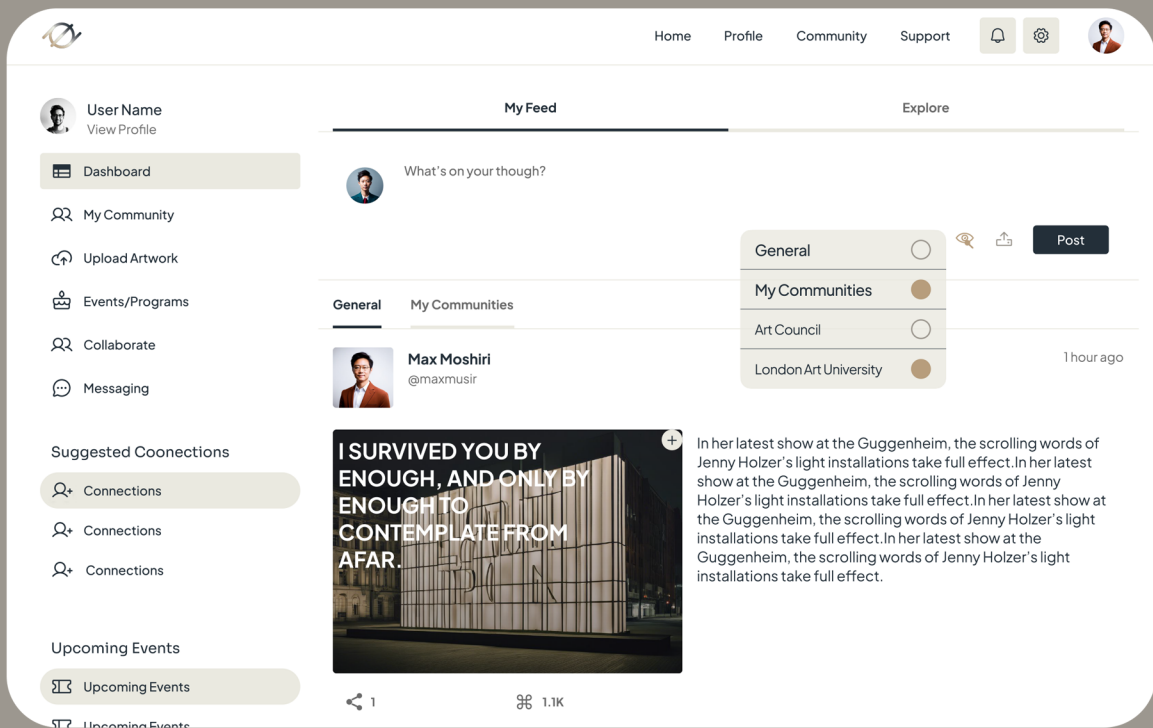 Home Profile Community Support
User Name
View Profile
Dashboard
My Community
Upload Artwork
Events/Programs
Collaborate
Messaging
Suggested Coonnections
Connections
Connections
Connections
Upcoming Events
Upcoming Events
Upcoming Events
My Feed Explore
What's on your though?
Post
General
My Communities
Art Council
London Art University
General My Communities
Max Moshiri
@maxmusir
1 hour ago
I SURVIVED YOU BY
ENOUGH, AND ONLY BY
ENOUGH TO
CONTEMPLATE FROM
AFAR.
In her latest show at the Guggenheim, the scrolling words of
Jenny Holzer's light installations take full effect.In her latest
show at the Guggenheim, the scrolling words of Jenny
Holzer's light installations take full effect.In her latest show at
the Guggenheim, the scrolling words of Jenny Holzer's light
installations take full effect.In her latest show at the
Guggenheim, the scrolling words of Jenny Holzer's light
installations take full effect.
1
1.1K